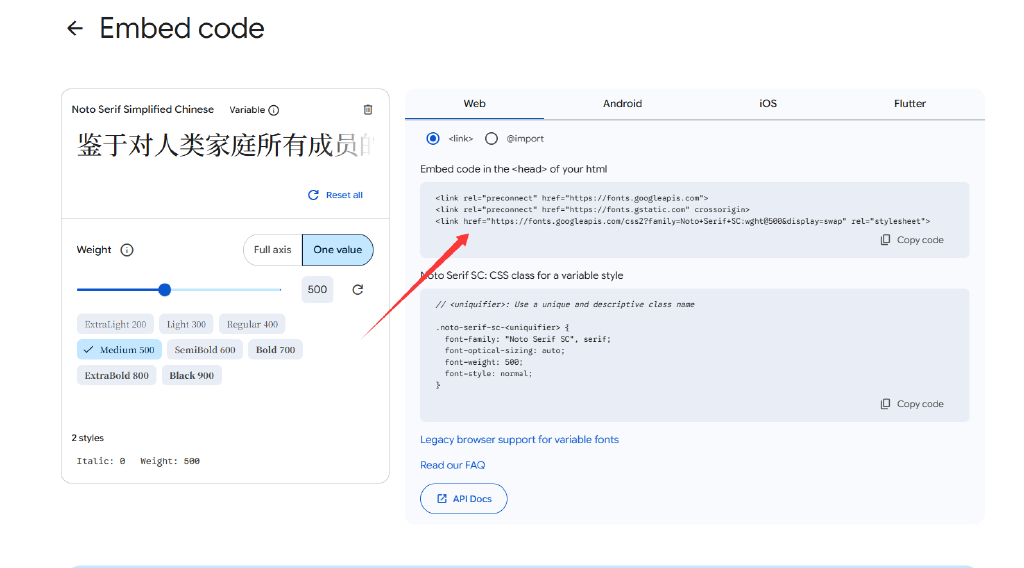 Embed code
Noto Serif Simplified Chinese Variable
鉴于对人类家庭所有成员的
Reset all
Weight Full axis One value
500
ExtraLight 200 Light 300 Regular 400
Medium 500 SemiBold 600 Bold 700
ExtraBold 800 Black 900
2 styles
Italic: 0 Weight: 500
Web Android iOS Flutter
<link> @import
Embed code in the <head> of your html
<link rel="preconnect" href="https://fonts.googleapis.com">
<link rel="preconnect" href="https://fonts.gstatic.com" crossorigin>
<link href="https://fonts.googleapis.com/css2?family=Noto+Serif+SC:wght@500&display=swap" rel="stylesheet">
Copy code
Noto Serif SC: CSS class for a variable style
// <uniquifier>: Use a unique and descriptive class name
.noto-serif-sc-<uniquifier> {
font-family: "Noto Serif SC", serif;
font-optical-sizing: auto;
font-weight: 500;
font-style: normal;
}
Copy code
Legacy browser support for variable fonts
Read our FAQ
API Docs